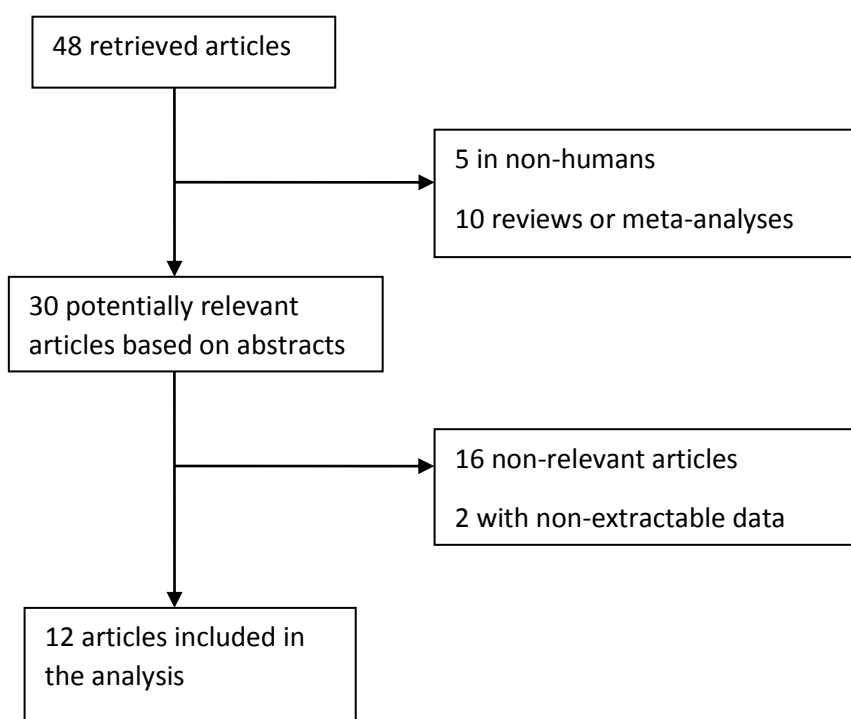 48 retrieved articles
5 in non-humans
10 reviews or meta-analyses
30 potentially relevant
articles based on abstracts
16 non-relevant articles
2 with non-extractable data
12 articles included in
the analysis